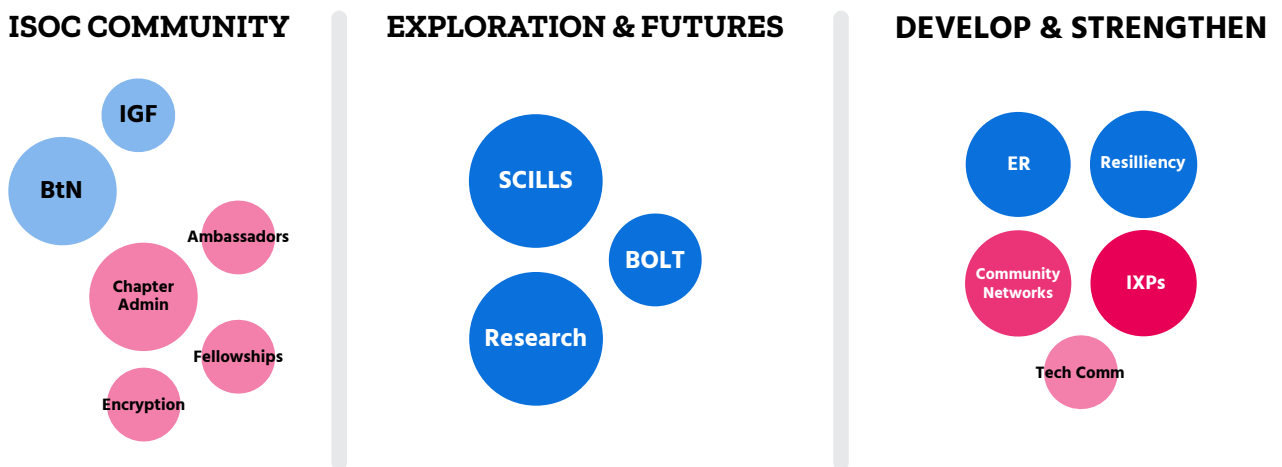 ISOC COMMUNITY
IGF
BtN
Ambassadors
Chapter
Admin
Fellowships
Encryption
EXPLORATION & FUTURES
SCILLS
BOLT
Research
DEVELOP & STRENGTHEN
ER
Resilliency
Community
Networks
IXPs
Tech Comm